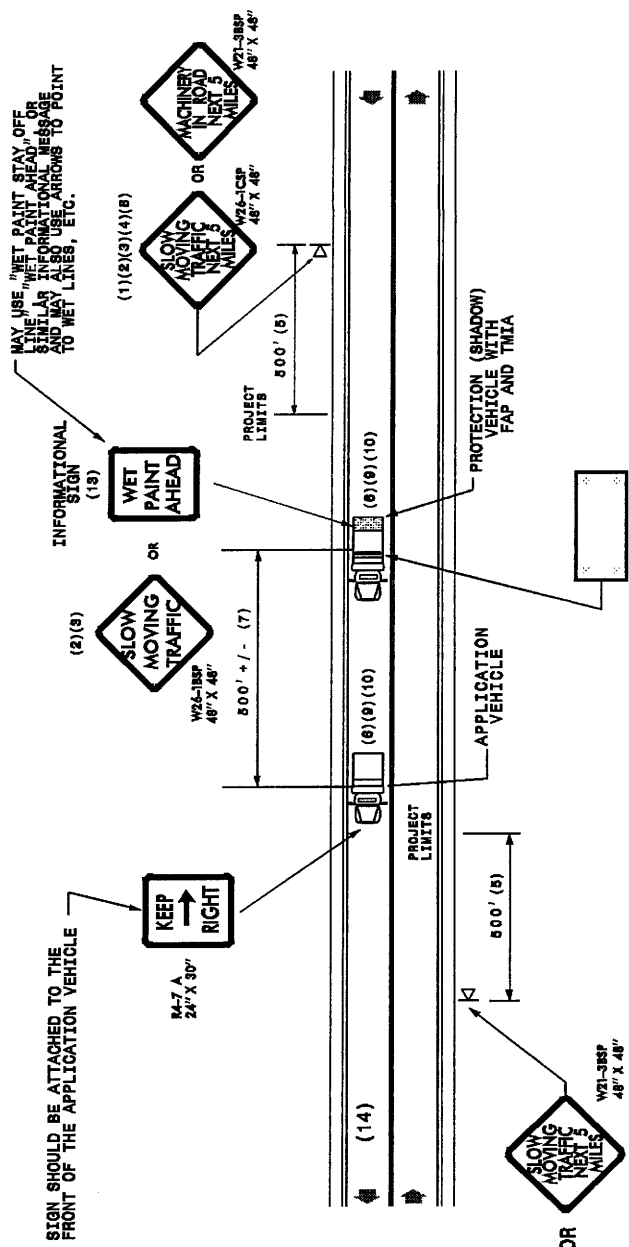 SIGN SHOULD BE ATTACHED TO THE
FRONT OF THE APPLICATION VEHICLE
KEEP
RIGHT
R4-7 A
24" X 30"
(2)(3)
SLOW
MOVING
TRAFFIC
W26-1BSP
48" X 48"
OR
INFORMATIONAL
SIGN
(13)
WET
PAINT
AHEAD
MAY USE "WET PAINT STAY OFF
LINE" "WET PAINT AHEAD" OR
SIMILAR INFORMATIONAL MESSAGE
AND MAY ALSO USE ARROWS TO POINT
TO WET LINES, ETC.
(1)(2)(3)(4)(8)
SLOW
MOVING
TRAFFIC
NEXT 5
MILES
W26-1CSP
48" X 48"
OR
MACHINERY
IN ROAD
NEXT 5
MILES
W21-3BSP
48" X 48"
500' +/- (7)
PROJECT
LIMITS
500' (5)
(14)
(6)(9)(10)
(6)(9)(10)
PROJECT
LIMITS
APPLICATION
VEHICLE
PROTECTION (SHADOW)
VEHICLE WITH
FAP AND TMIA
500' (5)
OR
SLOW
MOVING
TRAFFIC
NEXT 5
MILES
W21-3BSP
48" X 48"